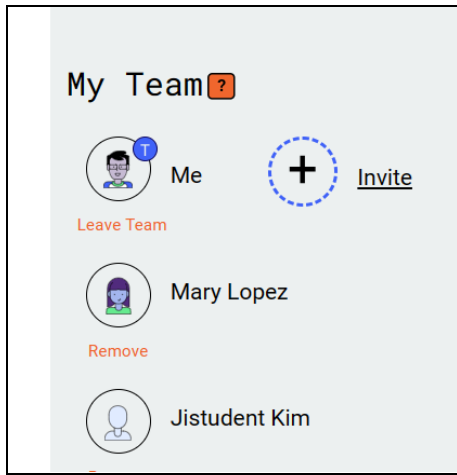 My Team ?
T
Me
Invite
Leave Team
Mary Lopez
Remove
Jistudent Kim